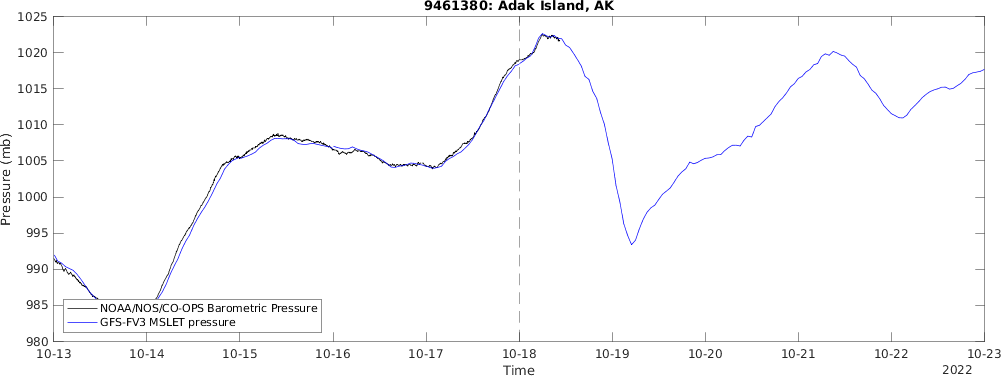 9461380: Adak Island, AK
1025
1020
1015
1010
1005
1000
995
990
985
980
Pressure (mb)
NOAA/NOS/CO-OPS Barometric Pressure
GFS-FV3 MSLET pressure
10-13 10-14 10-15 10-16 10-17 10-18 10-19 10-20 10-21 10-22 10-23
Time
2022